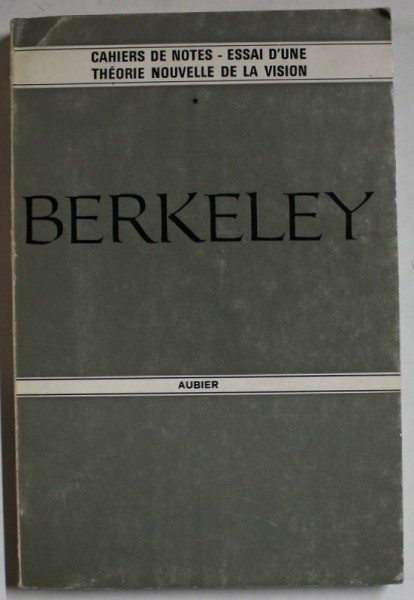 CAHIERS DE NOTES - ESSAI D'UNE
THÉORIE NOUVELLE DE LA VISION
*
BERKELEY
AUBIER